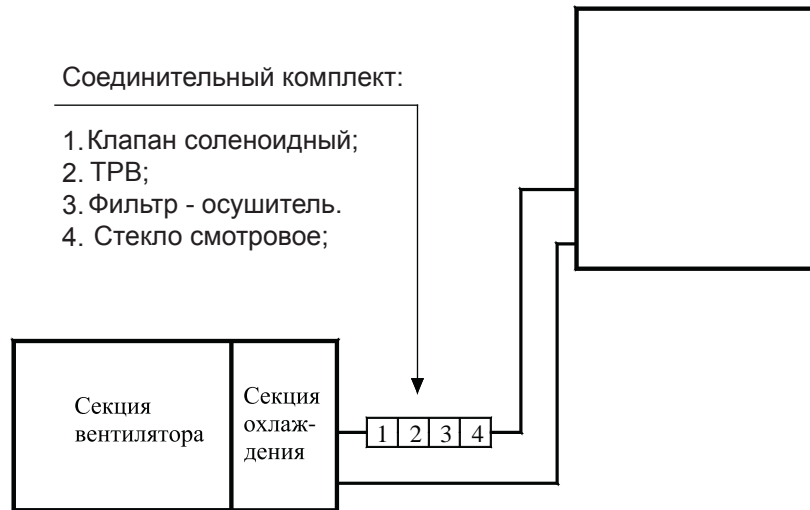 Соединительный комплект:
1. Клапан соленоидный;
2. ТРВ;
3. Фильтр - осушитель.
4. Стекло смотровое;
Секция
вентилятора
Секция
охлаж-
дения
1 2 3 4